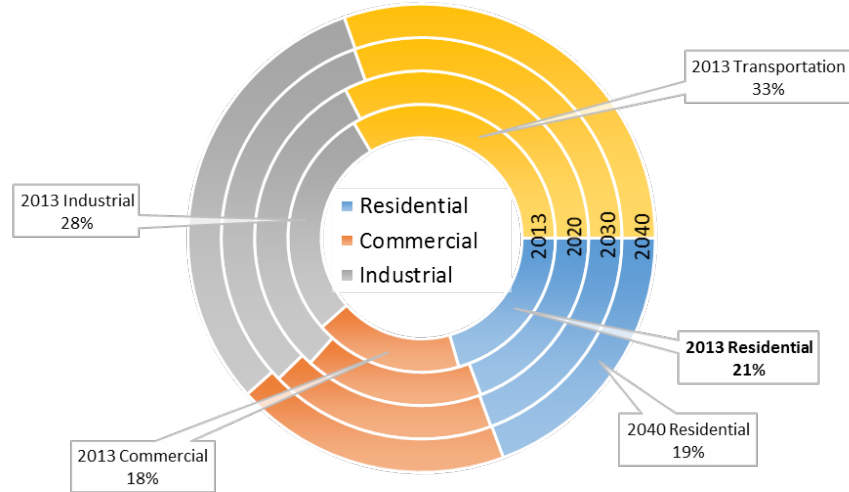 2013 Transportation
33%
2013 Industrial
28%
Residential
Commercial
Industrial
2013
2020
2030
2040
2013 Residential
21%
2040 Residential
19%
2013 Commercial
18%